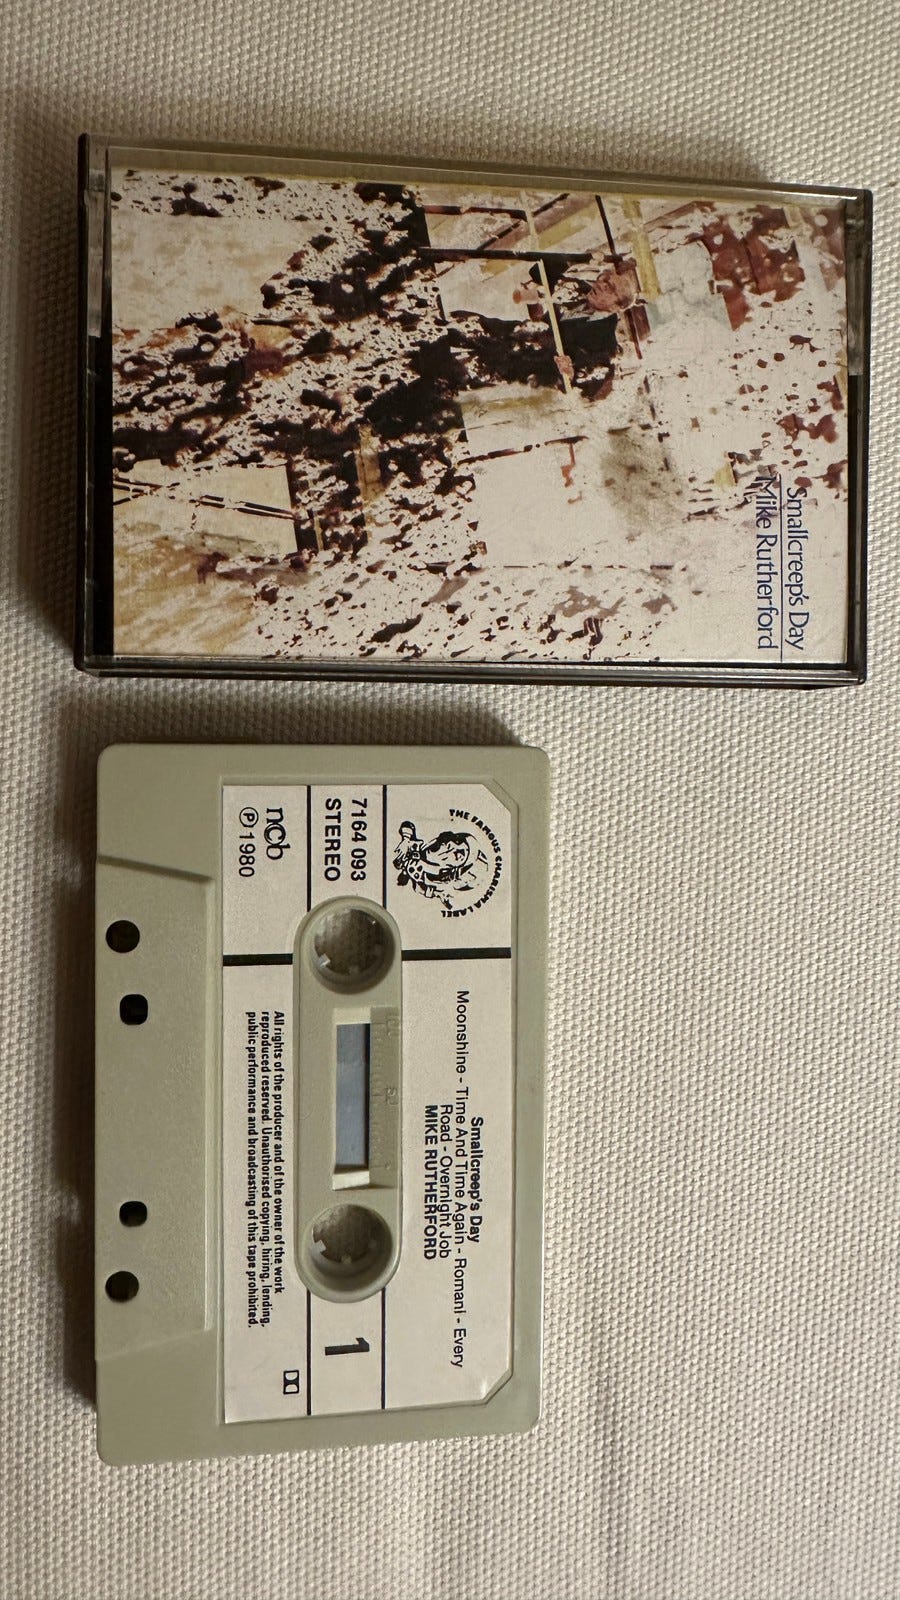 Smallcreep's Day
Mike Rutherford
THE FAMOUS CHARISMA LABEL
Smallcreep's Day
Moonshine - Time And Time Again - Romani - Every
Road - Overnight Job
MIKE RUTHERFORD
7164 093
STEREO
1
ncb
Ⓟ 1980
All rights of the producer and of the owner of the work
reproduced reserved. Unauthorised copying, hiring, lending,
public performance and broadcasting of this tape prohibited.